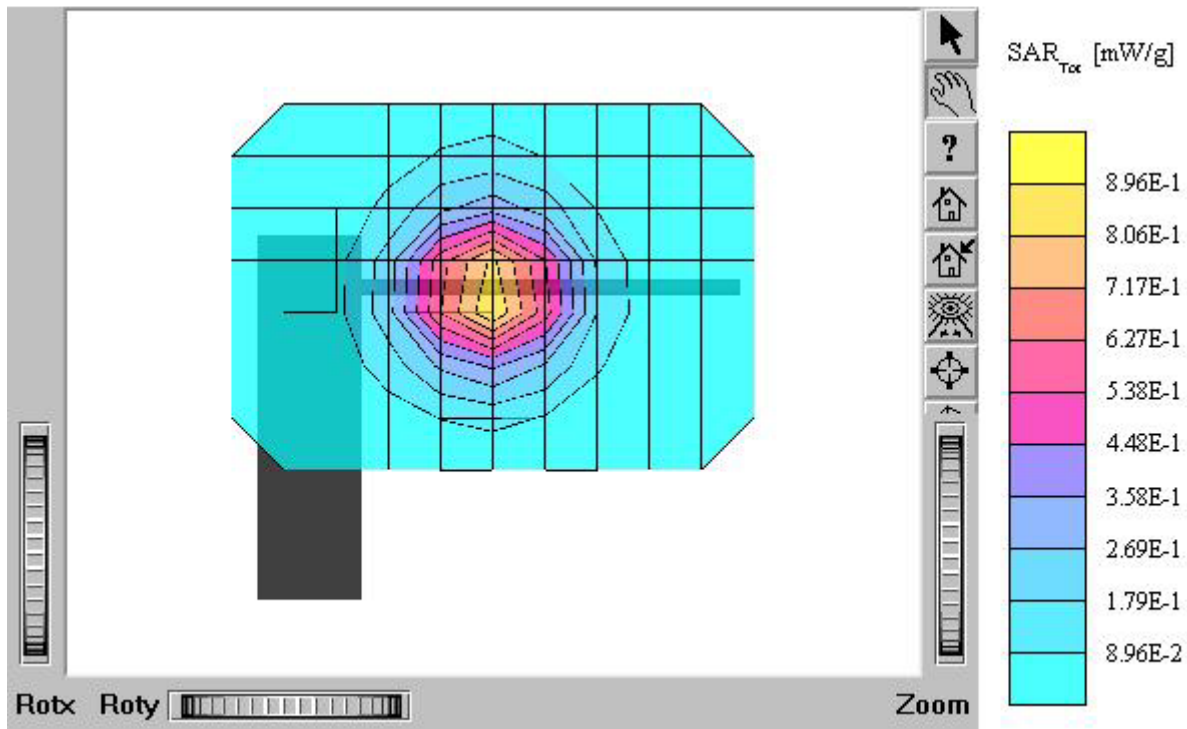 SAR_Tot [mW/g]
?
8.96E-1
8.06E-1
7.17E-1
6.27E-1
5.38E-1
4.48E-1
3.58E-1
2.69E-1
1.79E-1
8.96E-2
Rotx Roty Zoom